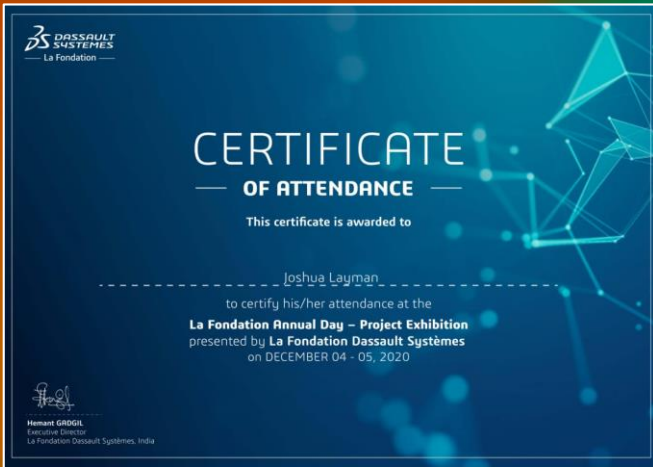 DASSAULT
SYSTEMES
La Fondation
CERTIFICATE
OF ATTENDANCE
This certificate is awarded to
Joshua Layman
to certify his/her attendance at the
La Fondation Annual Day – Project Exhibition
presented by La Fondation Dassault Systèmes
on DECEMBER 04 - 05, 2020
Hemant GADGIL
Executive Director
La Fondation Dassault Systèmes, India